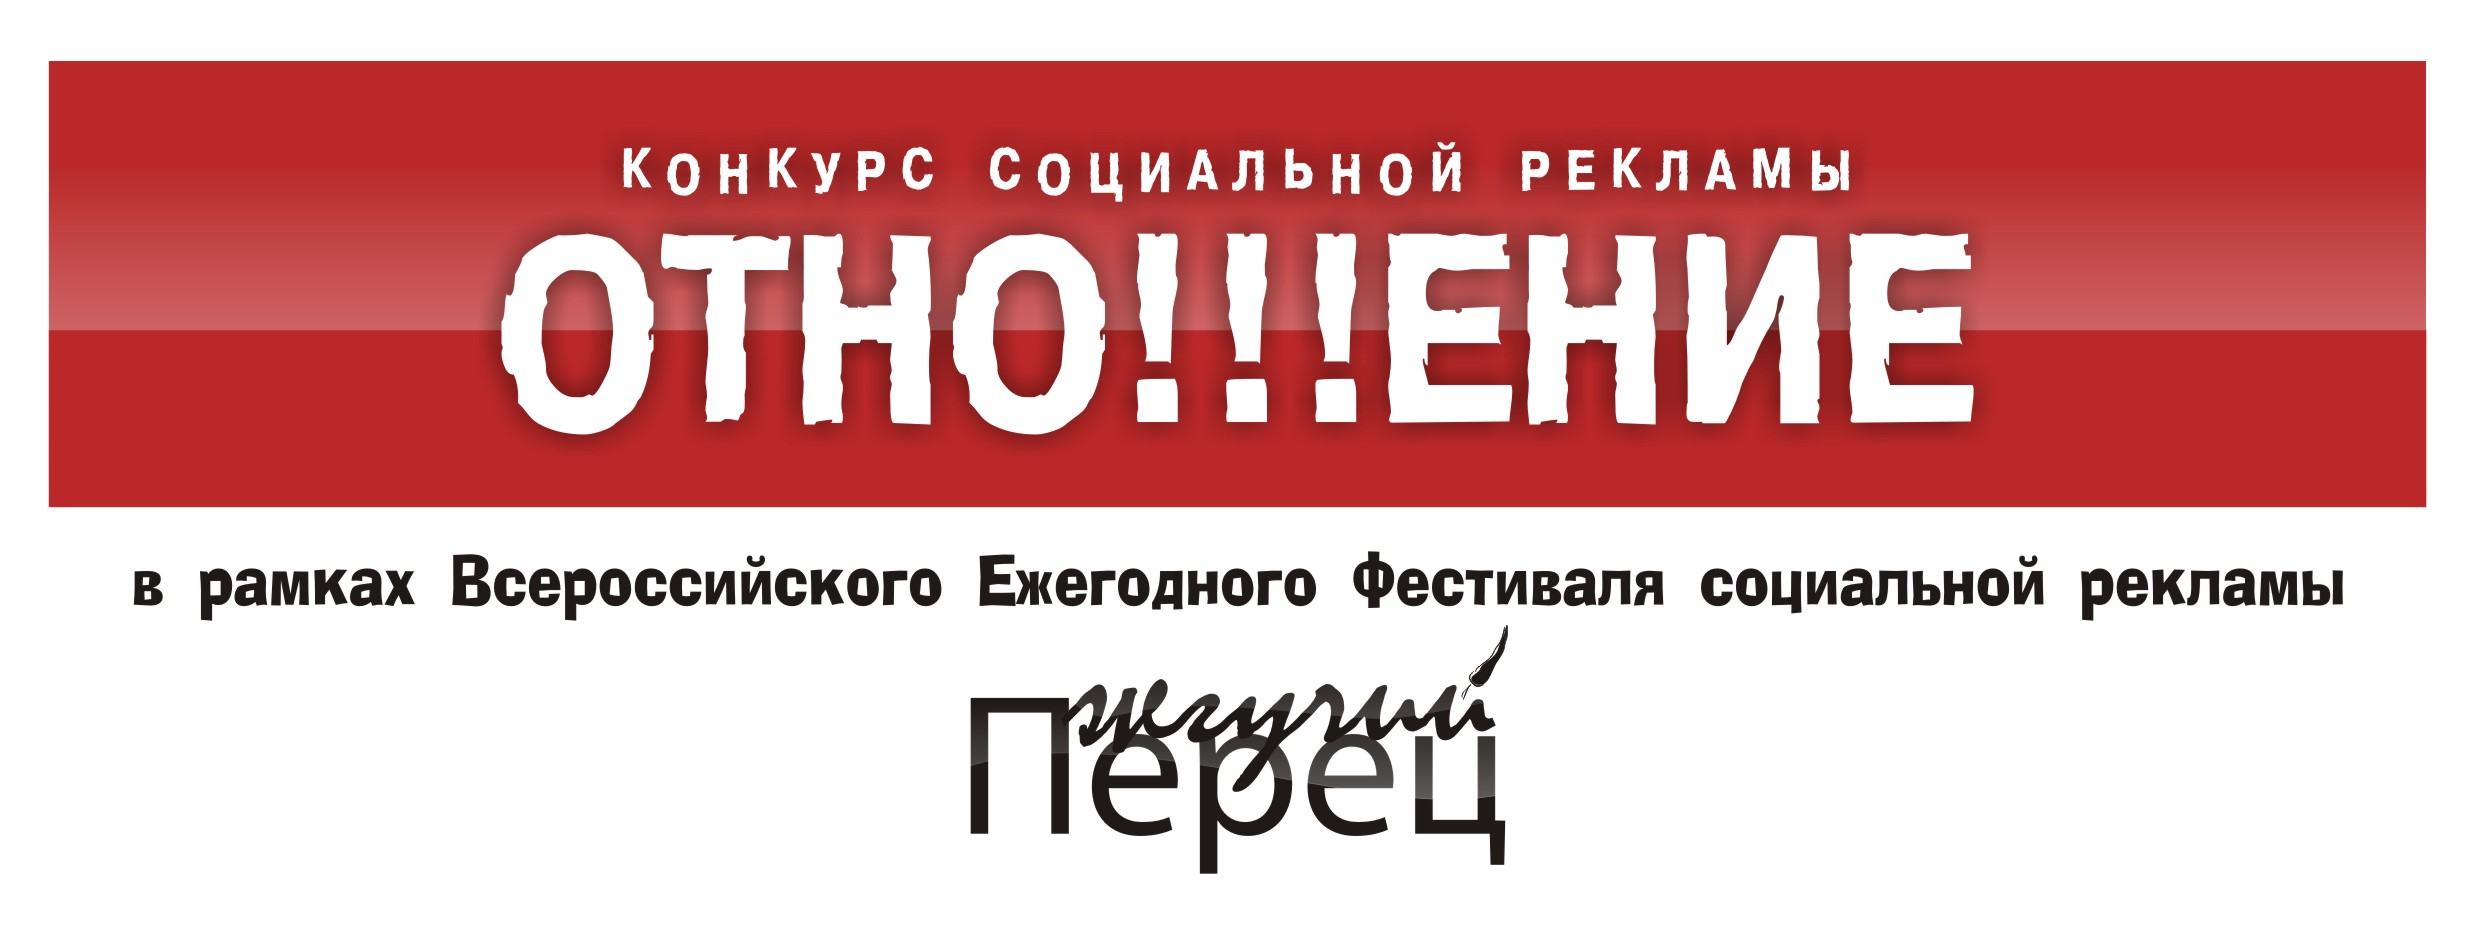 Конкурс социальной рекламы
ОТНО!!!ЕНИЕ
в рамках Всероссийского Ежегодного Фестиваля социальной рекламы
жгучий
Перец